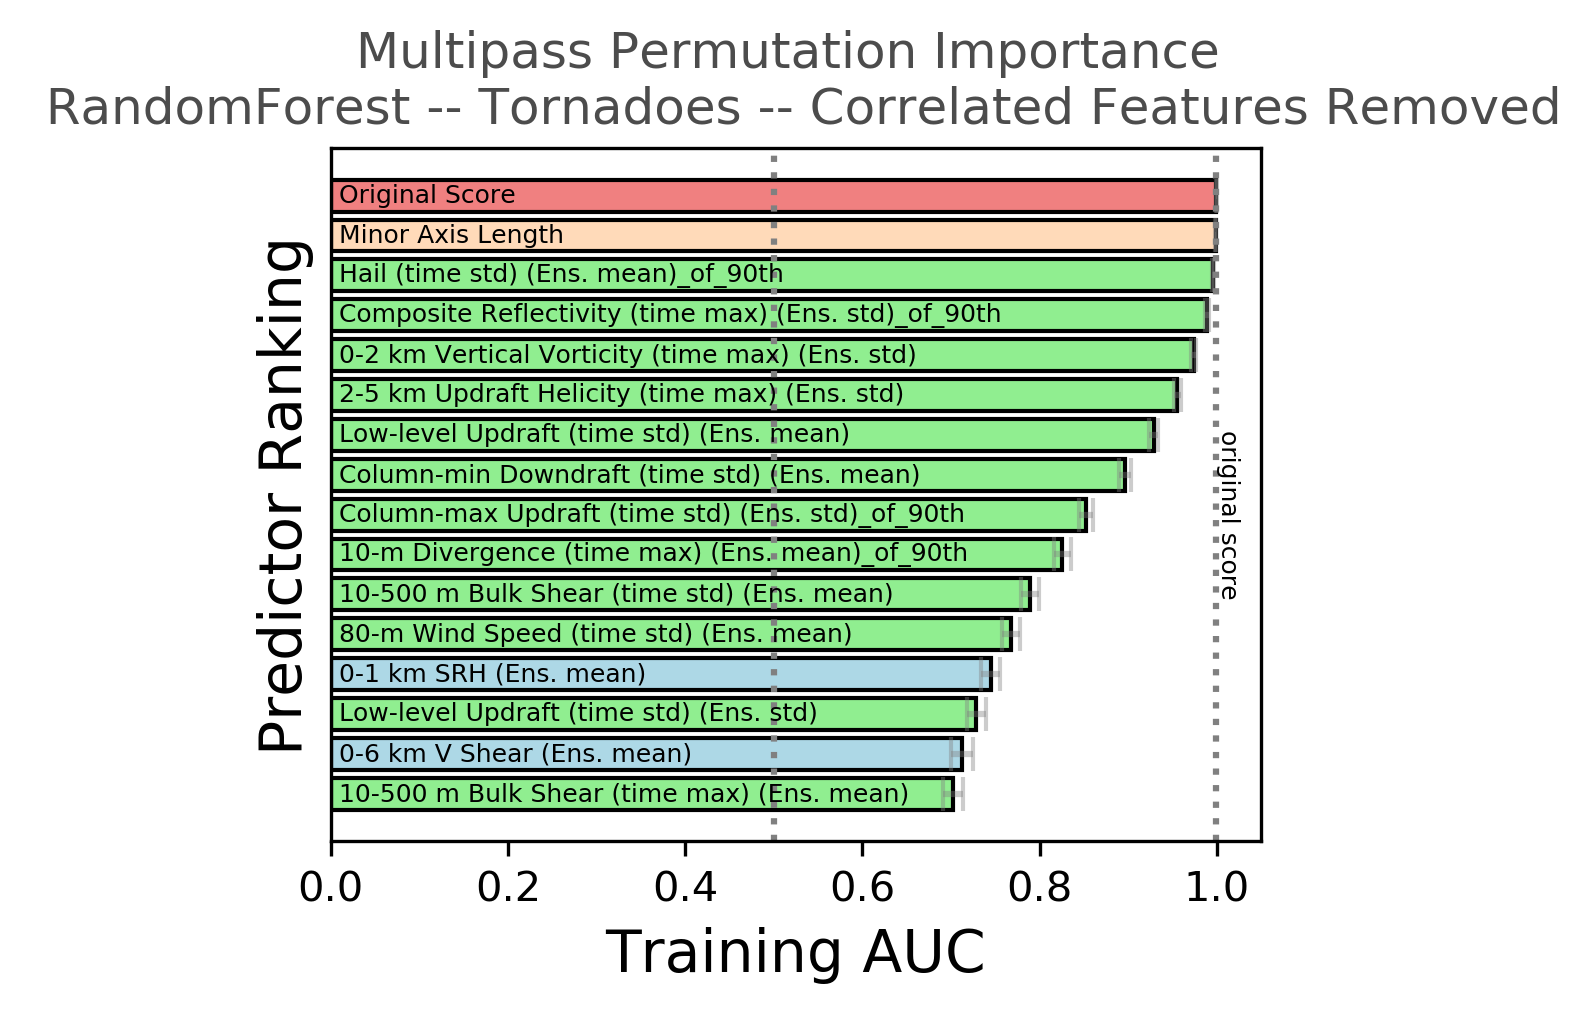 Multipass Permutation Importance
RandomForest -- Tornadoes -- Correlated Features Removed
Predictor Ranking
Original Score
Minor Axis Length
Hail (time std) (Ens. mean)_of_90th
Composite Reflectivity (time max) (Ens. std)_of_90th
0-2 km Vertical Vorticity (time max) (Ens. std)
2-5 km Updraft Helicity (time max) (Ens. std)
Low-level Updraft (time std) (Ens. mean)
Column-min Downdraft (time std) (Ens. mean)
Column-max Updraft (time std) (Ens. std)_of_90th
10-m Divergence (time max) (Ens. mean)_of_90th
10-500 m Bulk Shear (time std) (Ens. mean)
80-m Wind Speed (time std) (Ens. mean)
0-1 km SRH (Ens. mean)
Low-level Updraft (time std) (Ens. std)
0-6 km V Shear (Ens. mean)
10-500 m Bulk Shear (time max) (Ens. mean)
original score
0.0 0.2 0.4 0.6 0.8 1.0
Training AUC